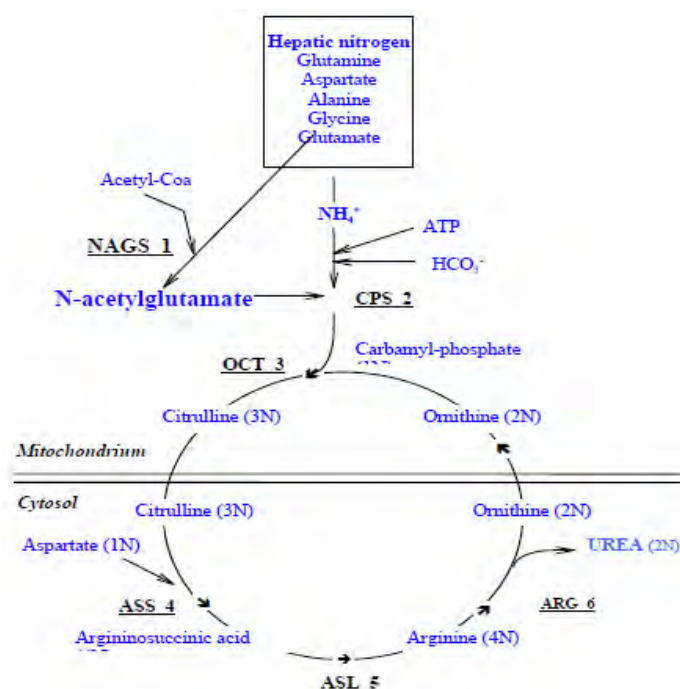 Hepatic nitrogen
Glutamine
Aspartate
Alanine
Glycine
Glutamate
Acetyl-Coa
NH₄⁺
ATP
NAGS 1
HCO₃⁻
N-acetylglutamate
CPS 2
Carbamyl-phosphate
OCT 3
Citrulline (3N)
Ornithine (2N)
Mitochondrium
Cytosol
Citrulline (3N)
Ornithine (2N)
Aspartate (1N)
UREA (2N)
ASS 4
ARG 6
Argininosuccinic acid
Arginine (4N)
ASL 5